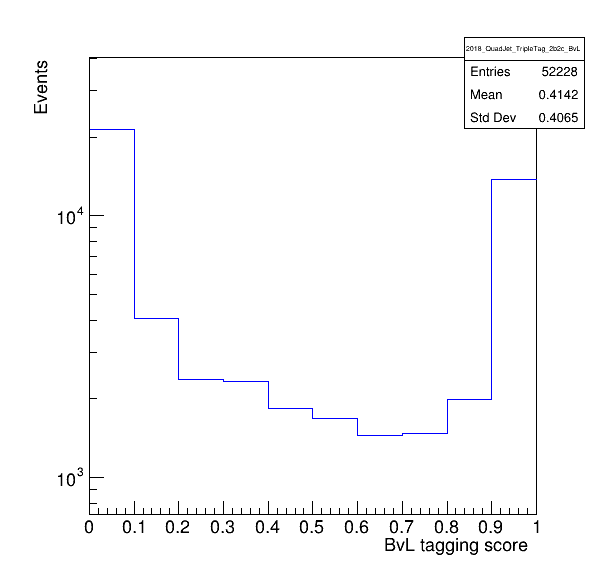 2018_QuadJet_TripleTag_2b2c_BvL
Entries 52228
Mean 0.4142
Std Dev 0.4065
Events
10^4
10^3
0 0.1 0.2 0.3 0.4 0.5 0.6 0.7 0.8 0.9 1
BvL tagging score